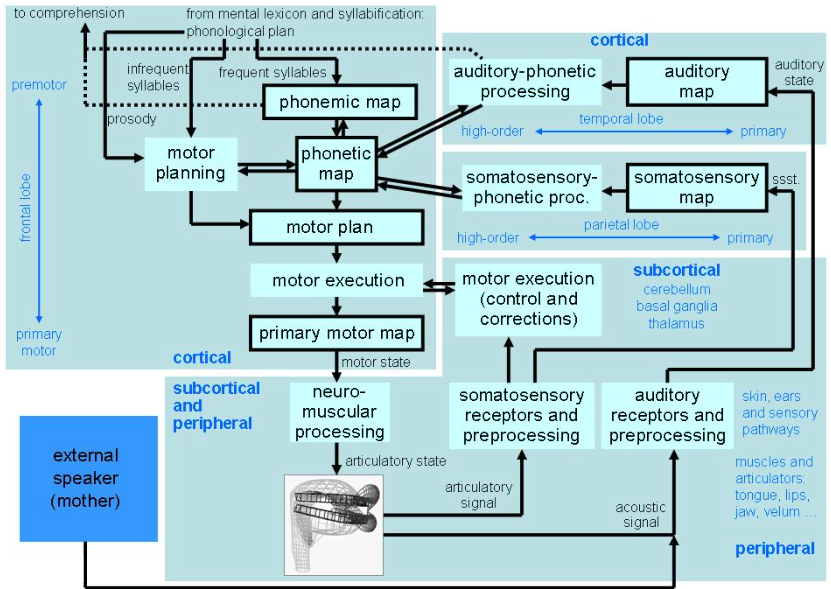 to comprehension
from mental lexicon and syllabification:
phonological plan
cortical
premotor
infrequent
syllables
frequent syllables
auditory-phonetic
processing
auditory
map
auditory
state
phonemic map
prosody
high-order
temporal lobe
primary
motor
planning
phonetic
map
somatosensory-
phonetic proc.
somatosensory
map
ssst.
frontal lobe
motor plan
high-order
parietal lobe
primary
motor execution
motor execution
(control and
corrections)
subcortical
cerebellum
basal ganglia
thalamus
primary
motor
primary motor map
cortical
motor state
subcortical
and
peripheral
neuro-
muscular
processing
somatosensory
receptors and
preprocessing
auditory
receptors and
preprocessing
skin, ears
and sensory
pathways
external
speaker
(mother)
articulatory state
muscles and
articulators:
tongue, lips,
jaw, velum ...
articulatory
signal
acoustic
signal
peripheral